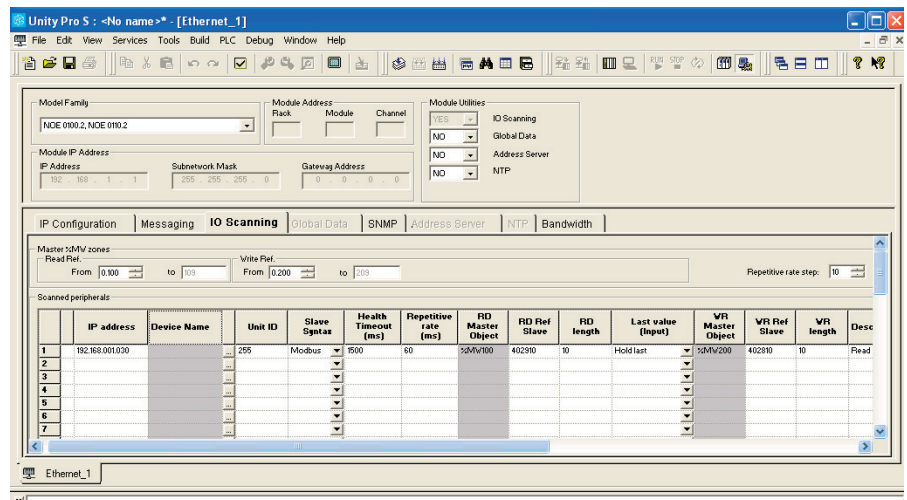 Unity Pro S : <No name>* - [Ethernet_1]
File Edit View Services Tools Build PLC Debug Window Help
RUN STOP
Model Family
NOE 0100.2, NOE 0110.2
Module Address
Rack Module Channel
Module Utilities
YES IO Scanning
NO Global Data
NO Address Server
NO NTP
Module IP Address
IP Address Subnetwork Mask Gateway Address
192 . 168 . 1 . 1 255 . 255 . 255 . 0 0 . 0 . 0 . 0
IP Configuration Messaging IO Scanning Global Data SNMP Address Server NTP Bandwidth
Master %MW zones
Read Ref. Write Ref.
From 0.100 to 109 From 0.200 to 209 Repetitive rate step: 10
Scanned peripherals
IP address Device Name Unit ID Slave Syntax Health Timeout (ms) Repetitive rate (ms) RD Master Object RD Ref Slave RD length Last value (Input) WR Master Object WR Ref Slave WR length Desc
1 192.168.001.030 ... 255 Modbus 1500 60 %MW100 402910 10 Hold last %MW200 402810 10 Read
2 ...
3 ...
4 ...
5 ...
6 ...
7 ...
Ethernet_1